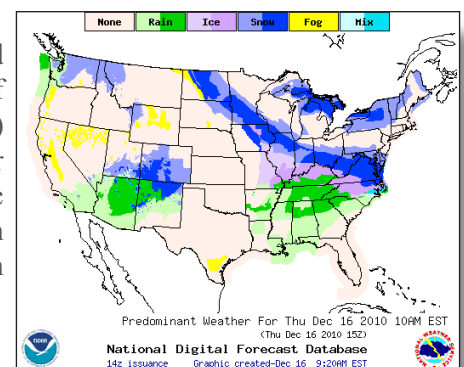 None Rain Ice Snow Fog Mix
Predominant Weather For Thu Dec 16 2010 10AM EST
(Thu Dec 16 2010 15Z)
National Digital Forecast Database
14z issuance Graphic created-Dec 16 9:20AM EST
noaa